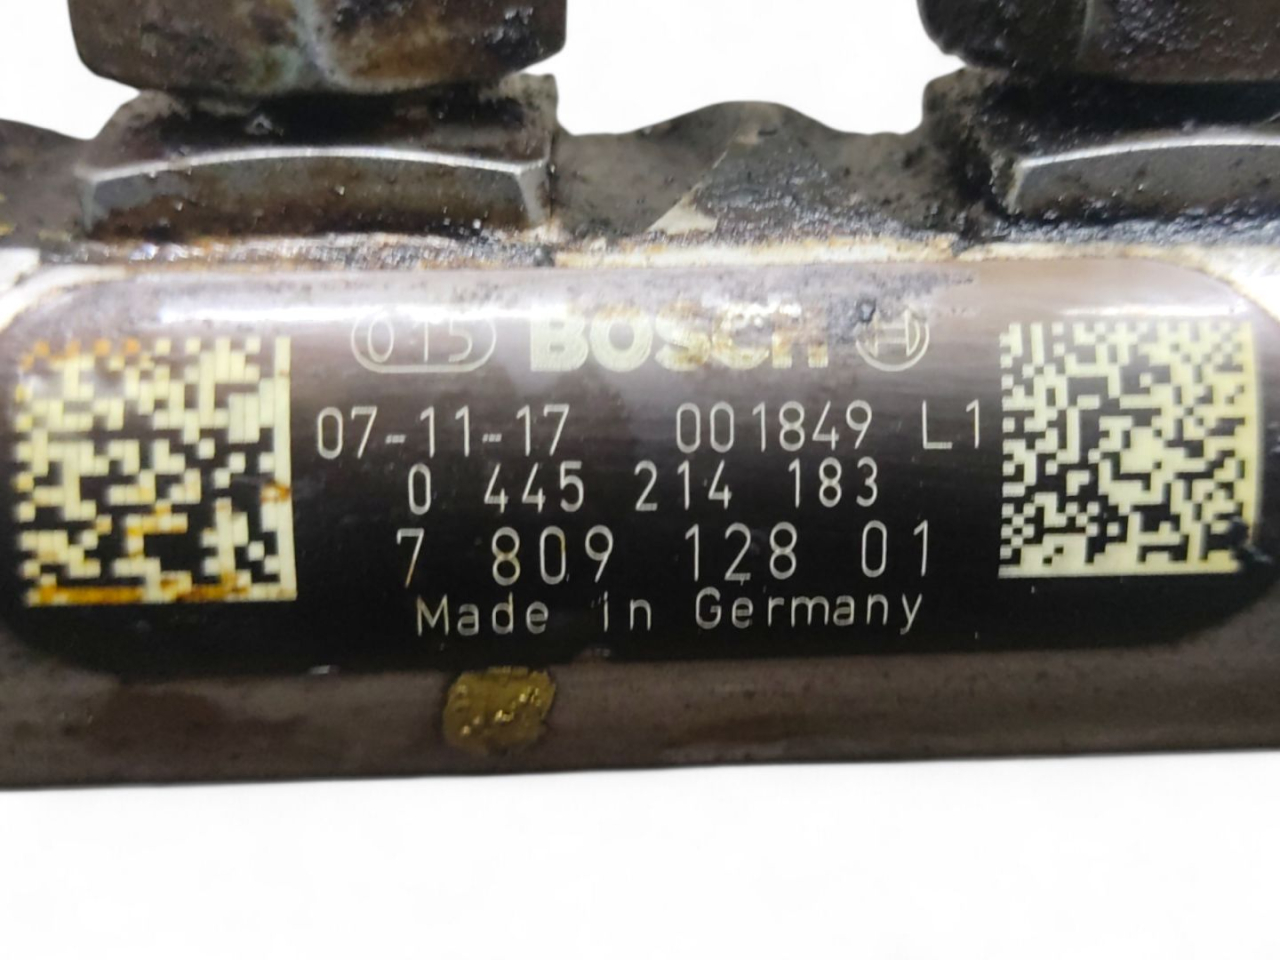 015 BOSCH
07-11-17 001849 L1
0 445 214 183
7 809 128 01
Made in Germany